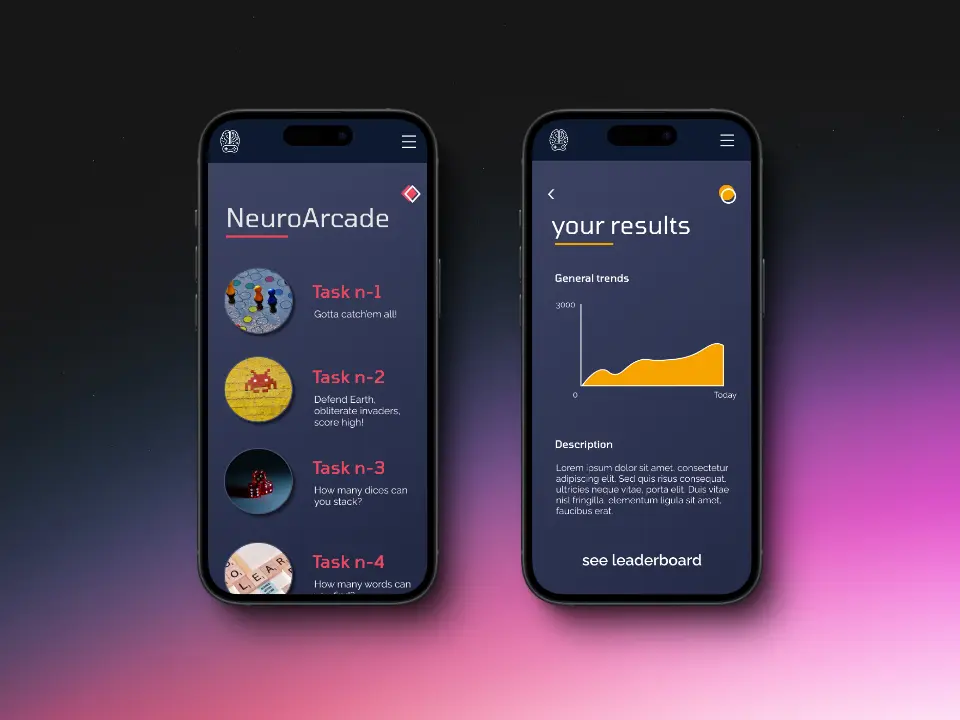 NeuroArcade
Task n-1
Gotta catch'em all!
Task n-2
Defend Earth,
obliterate invaders,
score high!
Task n-3
How many dices can
you stack?
LEAR
Task n-4
How many words can
your results
General trends
3000
0
Today
Description
Lorem ipsum dolor sit amet, consectetur
adipiscing elit. Sed quis risus consequat,
ultricies neque vitae, porta elit. Duis vitae
nisl fringilla, elementum ligula sit amet,
faucibus erat.
see leaderboard